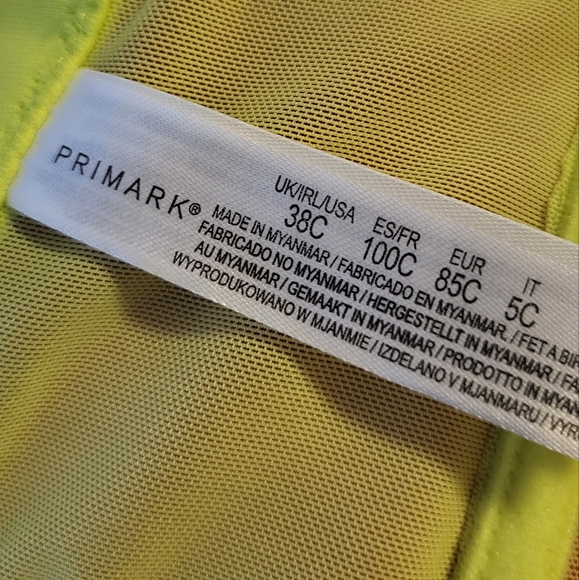 PRIMARK®
UK/IRL/USA ES/FR EUR IT
38C 100C 85C 5C
MADE IN MYANMAR / FABRICADO EN MYANMAR. / FET A
FABRICADO NO MYANMAR / HERGESTELLT IN MYANMAR /
AU MYANMAR / GEMAAKT IN MYANMAR / PRODOTTO IN
WYPRODUKOWANO W MJANMIE / IZDELANO V MJANMARU /